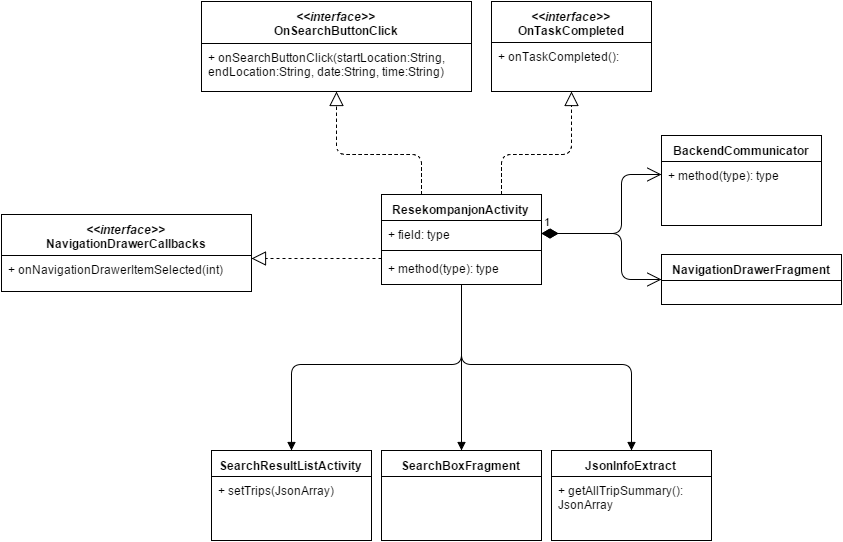 <<interface>>
OnSearchButtonClick
+ onSearchButtonClick(startLocation:String,
endLocation:String, date:String, time:String)
<<interface>>
OnTaskCompleted
+ onTaskCompleted():
BackendCommunicator
+ method(type): type
ResekompanjonActivity
+ field: type
+ method(type): type
1
<<interface>>
NavigationDrawerCallbacks
+ onNavigationDrawerItemSelected(int)
NavigationDrawerFragment
SearchResultListActivity
+ setTrips(JsonArray)
SearchBoxFragment
JsonInfoExtract
+ getAllTripSummary():
JsonArray